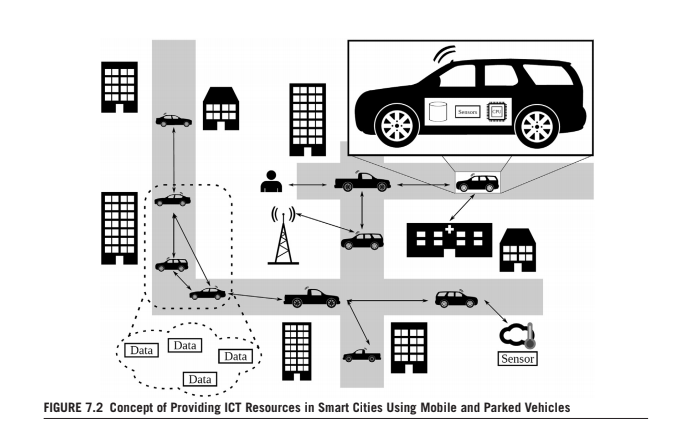 Sensors
CPU
Data
Data
Data
Data
Sensor
FIGURE 7.2 Concept of Providing ICT Resources in Smart Cities Using Mobile and Parked Vehicles